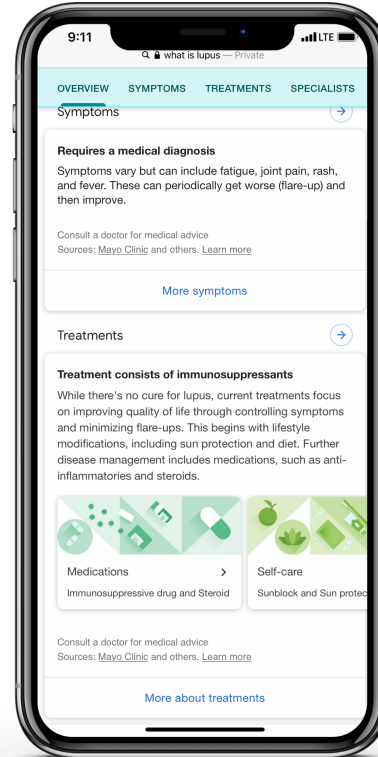 9:11
LTE
what is lupus — Private
OVERVIEW SYMPTOMS TREATMENTS SPECIALISTS
Symptoms
Requires a medical diagnosis
Symptoms vary but can include fatigue, joint pain, rash,
and fever. These can periodically get worse (flare-up) and
then improve.
Consult a doctor for medical advice
Sources: Mayo Clinic and others. Learn more
More symptoms
Treatments
Treatment consists of immunosuppressants
While there's no cure for lupus, current treatments focus
on improving quality of life through controlling symptoms
and minimizing flare-ups. This begins with lifestyle
modifications, including sun protection and diet. Further
disease management includes medications, such as anti-
inflammatories and steroids.
Medications
Immunosuppressive drug and Steroid
Self-care
Sunblock and Sun protec
Consult a doctor for medical advice
Sources: Mayo Clinic and others. Learn more
More about treatments